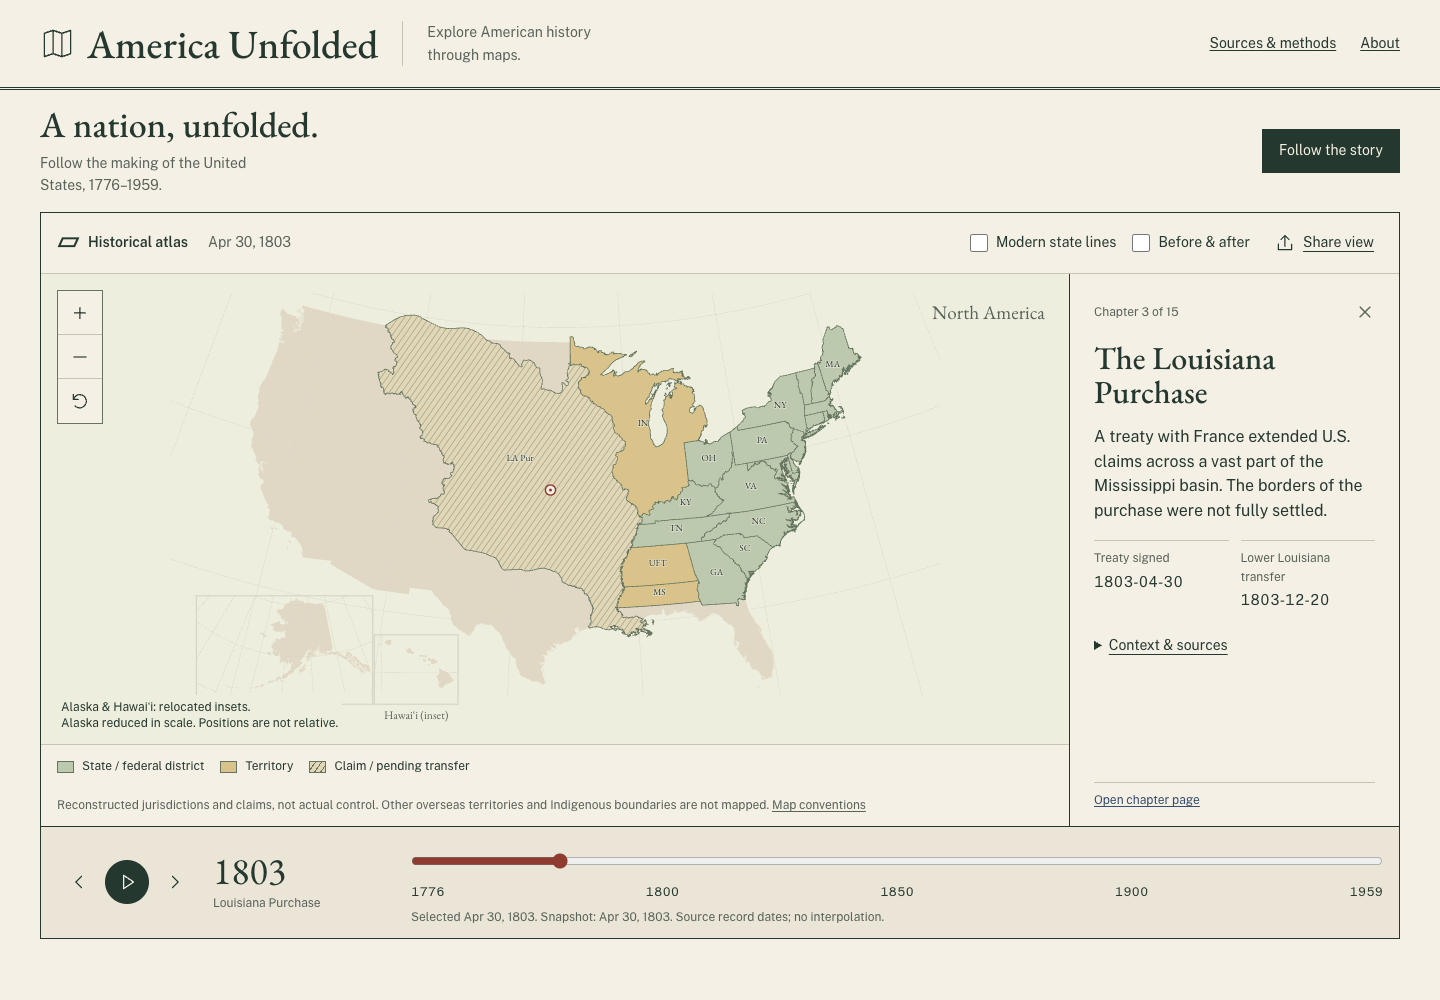 America Unfolded
Explore American history
through maps.
Sources & methods
About
A nation, unfolded.
Follow the making of the United
States, 1776–1959.
Follow the story
Historical atlas
Apr 30, 1803
Modern state lines
Before & after
Share view
North America
MA
NY
IN
PA
LA Pur
OH
VA
KY
NC
TN
SC
UFT
GA
MS
Alaska & Hawaiʻi: relocated insets.
Alaska reduced in scale. Positions are not relative.
Hawaiʻi (inset)
State / federal district
Territory
Claim / pending transfer
Reconstructed jurisdictions and claims, not actual control. Other overseas territories and Indigenous boundaries are not mapped. Map conventions
Chapter 3 of 15
The Louisiana
Purchase
A treaty with France extended U.S.
claims across a vast part of the
Mississippi basin. The borders of the
purchase were not fully settled.
Treaty signed
1803-04-30
Lower Louisiana
transfer
1803-12-20
Context & sources
Open chapter page
1803
Louisiana Purchase
1776
1800
1850
1900
1959
Selected Apr 30, 1803. Snapshot: Apr 30, 1803. Source record dates; no interpolation.